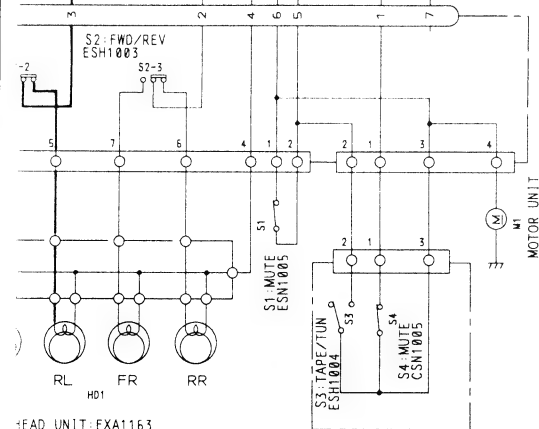 3 2 4 6 5 1 7
S2:FWD/REV
ESH1003
-2
S2-3
5 7 6 4 1 2 2 1 3 4
S1
M
M1
MOTOR UNIT
2 1 3
S1:MUTE
ESN1005
S3
S4
S3:TAPE/TUN
ESH1004
S4:MUTE
CSN1005
RL FR RR
HD1
HEAD UNIT:EXA1163